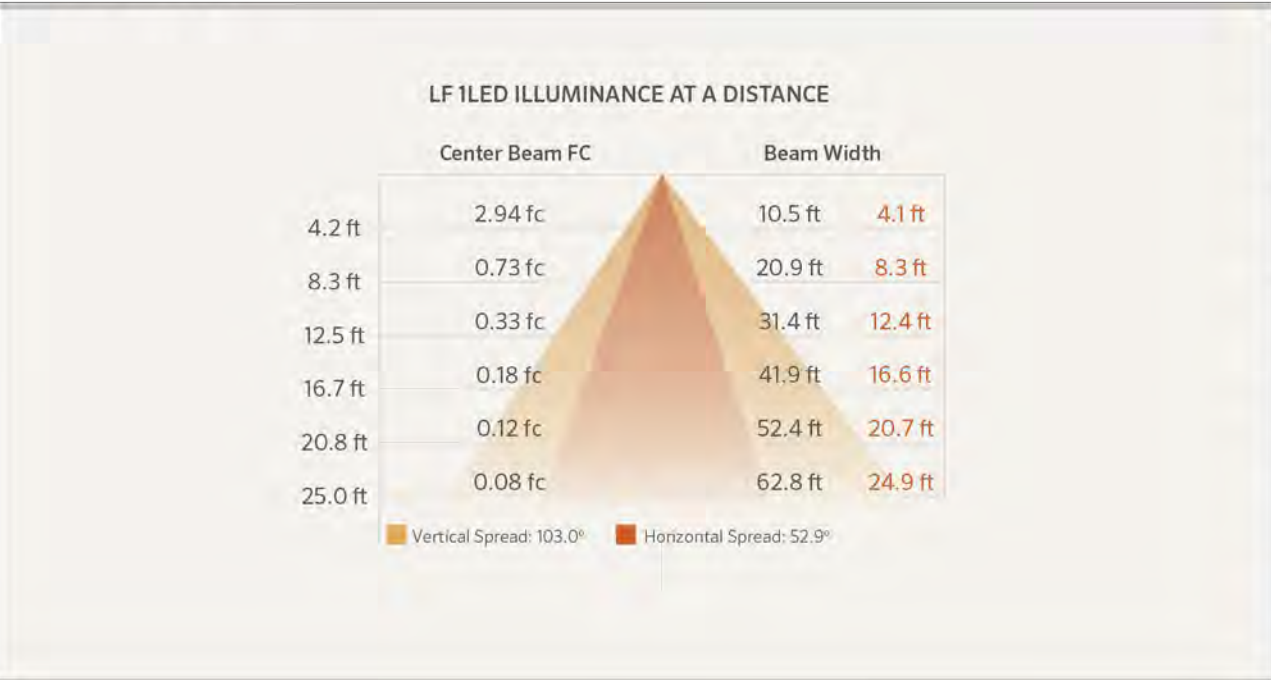 LF 1LED ILLUMINANCE AT A DISTANCE
Center Beam FC Beam Width
4.2 ft 2.94 fc 10.5 ft 4.1 ft
8.3 ft 0.73 fc 20.9 ft 8.3 ft
12.5 ft 0.33 fc 31.4 ft 12.4 ft
16.7 ft 0.18 fc 41.9 ft 16.6 ft
20.8 ft 0.12 fc 52.4 ft 20.7 ft
25.0 ft 0.08 fc 62.8 ft 24.9 ft
Vertical Spread: 103.0º Horizontal Spread: 52.9º